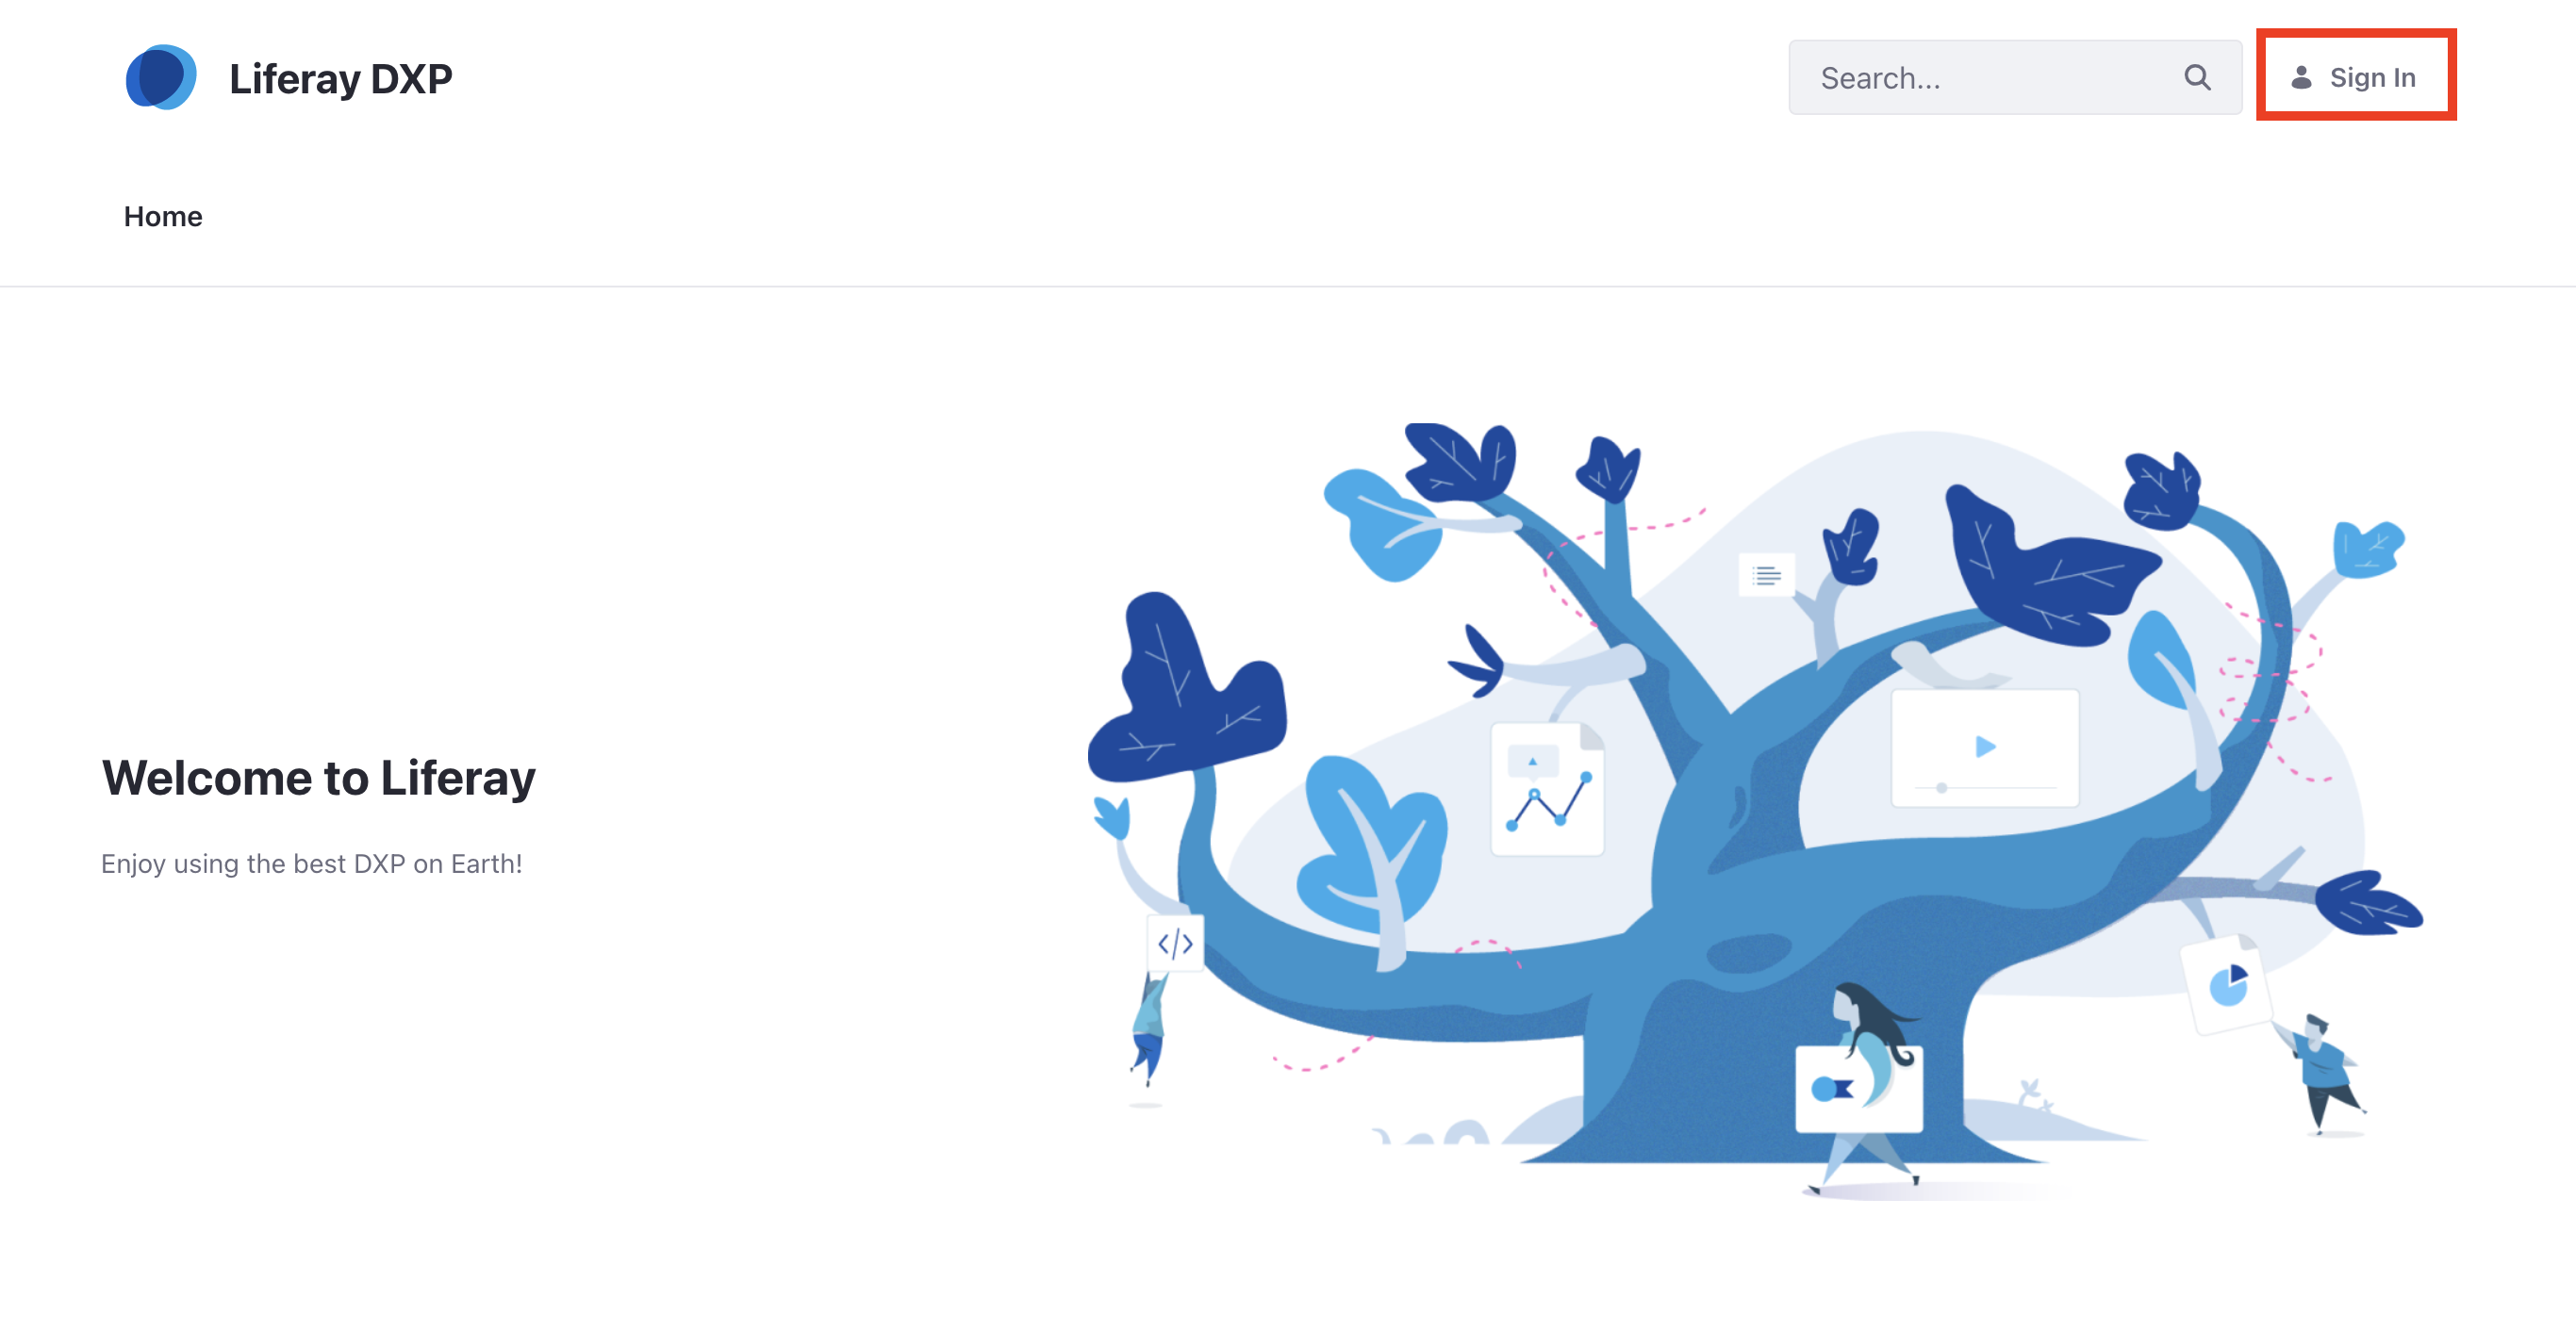 Liferay DXP
Search...
Sign In
Home
Welcome to Liferay
Enjoy using the best DXP on Earth!